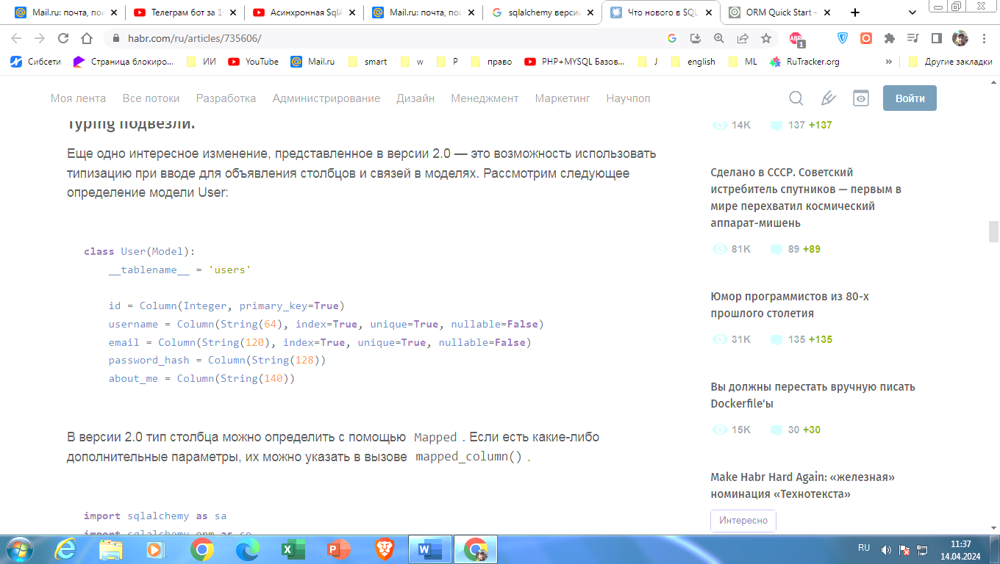 Mail.ru: почта, по
Телеграм бот за 1
Асинхронная Sql
Mail.ru: почта, по
sqlalchemy верси
Что нового в SQL
ORM Quick Start –
habr.com/ru/articles/735606/
ABP
1
Сибсети
Страница блокиро...
ИИ
YouTube
Mail.ru
smart
w
P
право
PHP+MYSQL Базов...
J
english
ML
RuTracker.org
»
Другие закладки
Моя лента Все потоки Разработка Администрирование Дизайн Менеджмент Маркетинг Научпоп
Войти
Typing подвезли.
Еще одно интересное изменение, представленное в версии 2.0 — это возможность использовать
типизацию при вводе для объявления столбцов и связей в моделях. Рассмотрим следующее
определение модели User:
class User(Model):
    __tablename__ = 'users'
    id = Column(Integer, primary_key=True)
    username = Column(String(64), index=True, unique=True, nullable=False)
    email = Column(String(120), index=True, unique=True, nullable=False)
    password_hash = Column(String(128))
    about_me = Column(String(140))
В версии 2.0 тип столбца можно определить с помощью Mapped . Если есть какие-либо
дополнительные параметры, их можно указать в вызове mapped_column() .
import sqlalchemy as sa
import sqlalchemy.orm as so
14K 137 +137
Сделано в СССР. Советский
истребитель спутников — первым в
мире перехватил космический
аппарат-мишень
81K 89 +89
Юмор программистов из 80-х
прошлого столетия
31K 135 +135
Вы должны перестать вручную писать
Dockerfile'ы
15K 30 +30
Make Habr Hard Again: «железная»
номинация «Технотекста»
Интересно
RU
11:37
14.04.2024